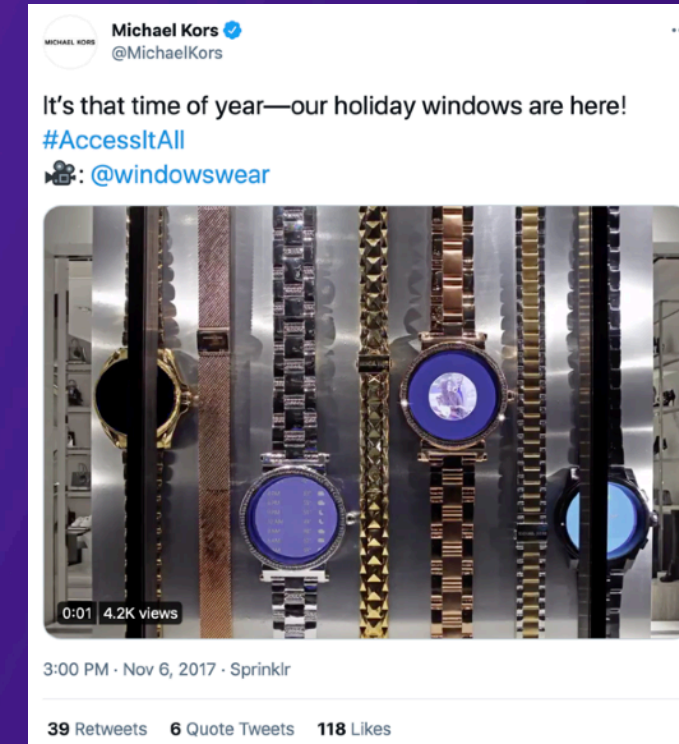 MICHAEL KORS
Michael Kors
@MichaelKors
It's that time of year—our holiday windows are here!
#AccessItAll
: @windowswear
0:01 4.2K views
3:00 PM · Nov 6, 2017 · Sprinklr
39 Retweets 6 Quote Tweets 118 Likes